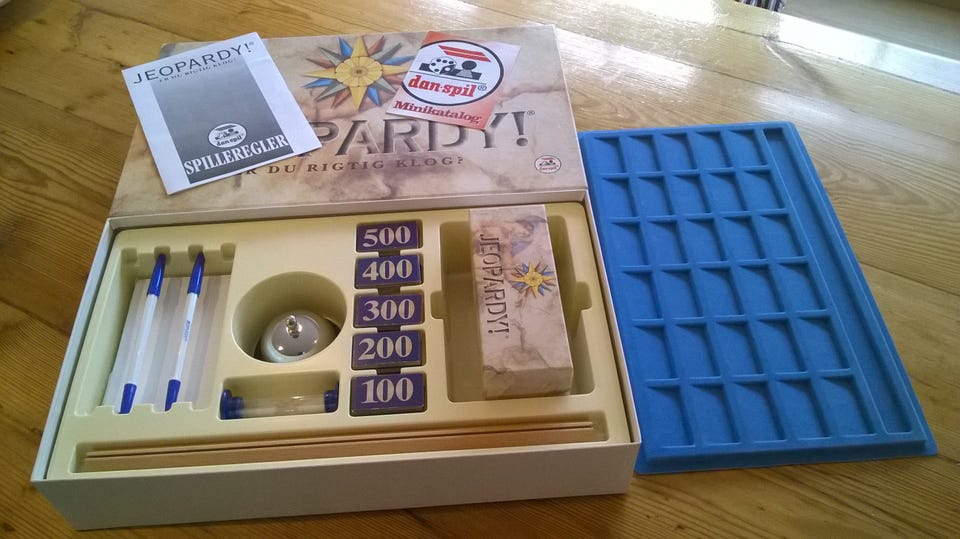 JEOPARDY!®
ER DU RIGTIG KLOG?
dan·spil
SPILLEREGLER
dan·spil®
Minikatalog
PARDY!®
R DU RIGTIG KLOG?
500
400
300
200
100
JEOPARDY!®